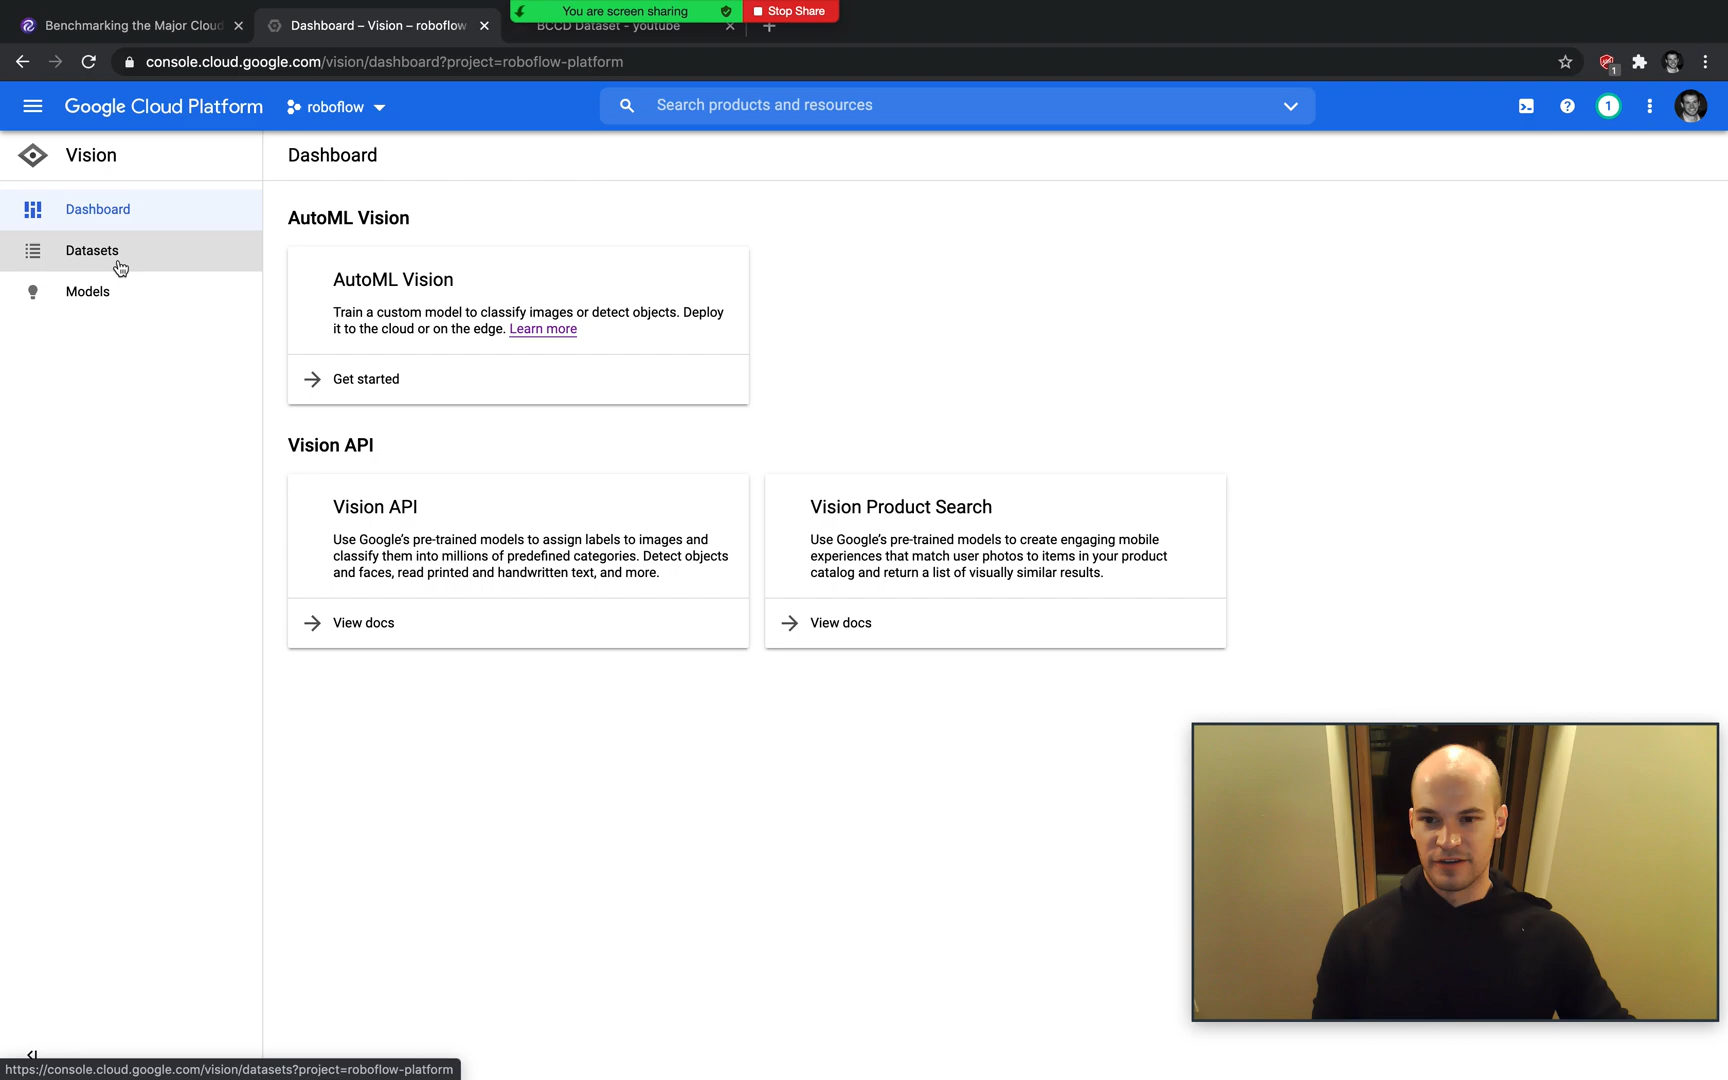 You are screen sharing
Stop Share
Benchmarking the Major Cloud
Dashboard – Vision – roboflow
BCCD Dataset - youtube
console.cloud.google.com/vision/dashboard?project=roboflow-platform
1
Google Cloud Platform
roboflow
Search products and resources
1
Vision
Dashboard
Dashboard
Datasets
Models
AutoML Vision
AutoML Vision
Train a custom model to classify images or detect objects. Deploy
it to the cloud or on the edge. Learn more
Get started
Vision API
Vision API
Use Google's pre-trained models to assign labels to images and
classify them into millions of predefined categories. Detect objects
and faces, read printed and handwritten text, and more.
View docs
Vision Product Search
Use Google's pre-trained models to create engaging mobile
experiences that match user photos to items in your product
catalog and return a list of visually similar results.
View docs
https://console.cloud.google.com/vision/datasets?project=roboflow-platform